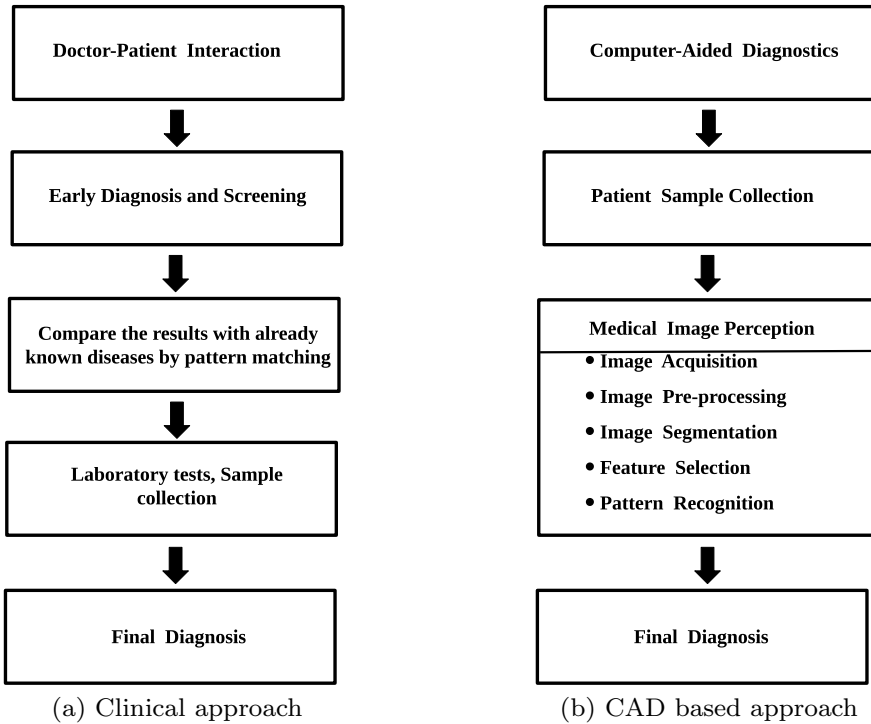 Doctor-Patient Interaction
Early Diagnosis and Screening
Compare the results with already
known diseases by pattern matching
Laboratory tests, Sample
collection
Final Diagnosis
(a) Clinical approach
Computer-Aided Diagnostics
Patient Sample Collection
Medical Image Perception
• Image Acquisition
• Image Pre-processing
• Image Segmentation
• Feature Selection
• Pattern Recognition
Final Diagnosis
(b) CAD based approach